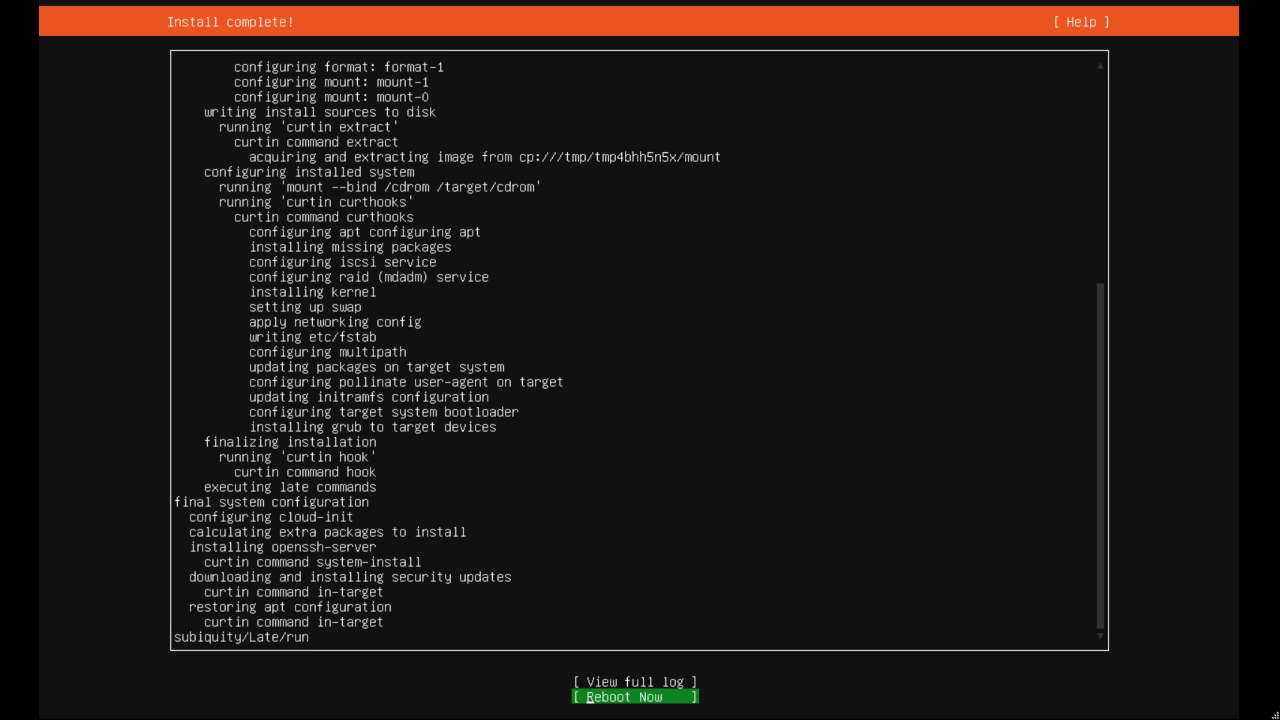 Install complete!
[ Help ]
configuring format: format-1
configuring mount: mount-1
configuring mount: mount-0
writing install sources to disk
running 'curtin extract'
curtin command extract
acquiring and extracting image from cp:///tmp/tmp4bhh5n5x/mount
configuring installed system
running 'mount --bind /cdrom /target/cdrom'
running 'curtin curthooks'
curtin command curthooks
configuring apt configuring apt
installing missing packages
configuring iscsi service
configuring raid (mdadm) service
installing kernel
setting up swap
apply networking config
writing etc/fstab
configuring multipath
updating packages on target system
configuring pollinate user-agent on target
updating initramfs configuration
configuring target system bootloader
installing grub to target devices
finalizing installation
running 'curtin hook'
curtin command hook
executing late commands
final system configuration
configuring cloud-init
calculating extra packages to install
installing openssh-server
curtin command system-install
downloading and installing security updates
curtin command in-target
restoring apt configuration
curtin command in-target
subiquity/Late/run
[ View full log ]
[ Reboot Now ]